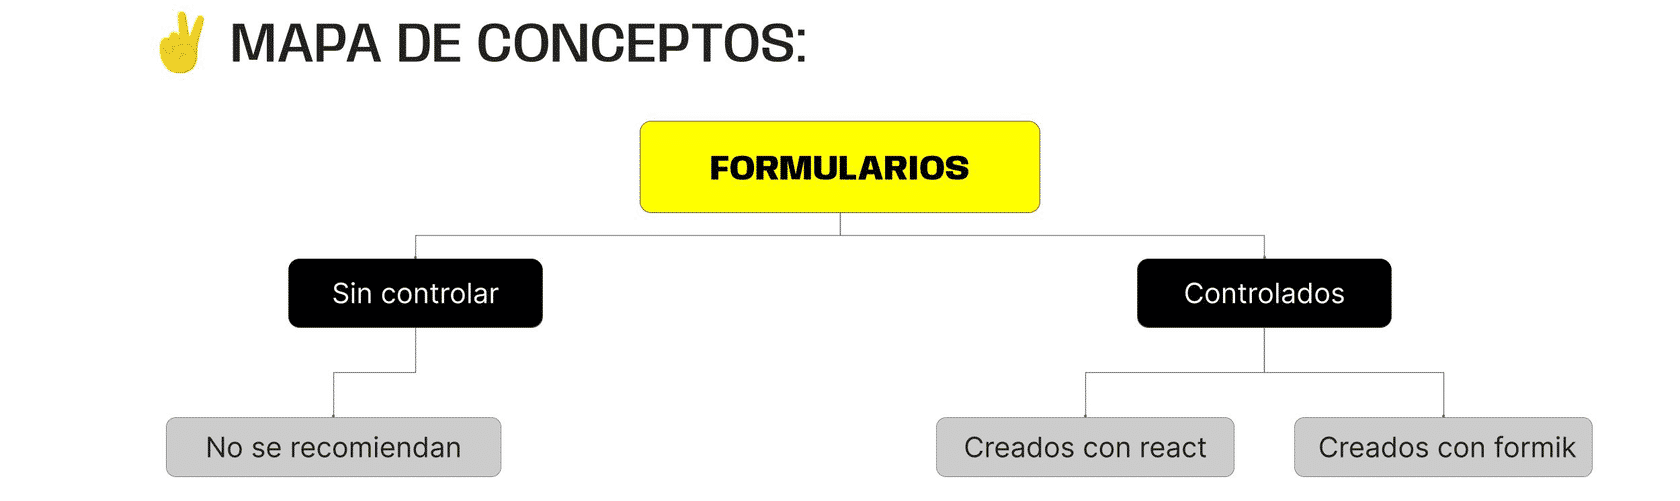 MAPA DE CONCEPTOS:
FORMULARIOS
Sin controlar
Controlados
No se recomiendan
Creados con react
Creados con formik